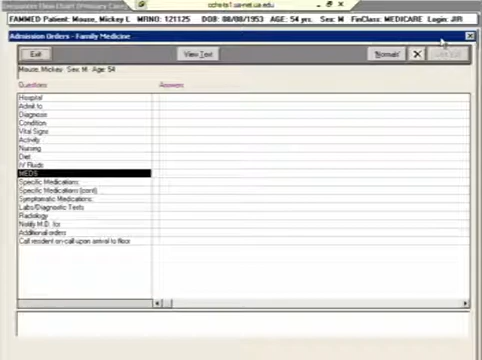 FAMMED Patient: Mouse, Mickey L MRNO: 121125 DOB: 08/08/1953 AGE: 54 yrs. Sex: M FinClass: MEDICARE Login: JIR
Admission Orders - Family Medicine
Exit View Text Normals X
Mouse, Mickey Sex: M Age: 54
Questions: Answers:
Hospital
Admit to
Diagnosis
Condition
Vital Signs
Activity
Nursing
Diet
IV Fluids
MEDS
Specific Medications:
Specific Medications (cont)
Symptomatic Medications:
Labs/Diagnostic Tests
Radiology
Notify M.D. for
Additional orders
Call resident on-call upon arrival to floor